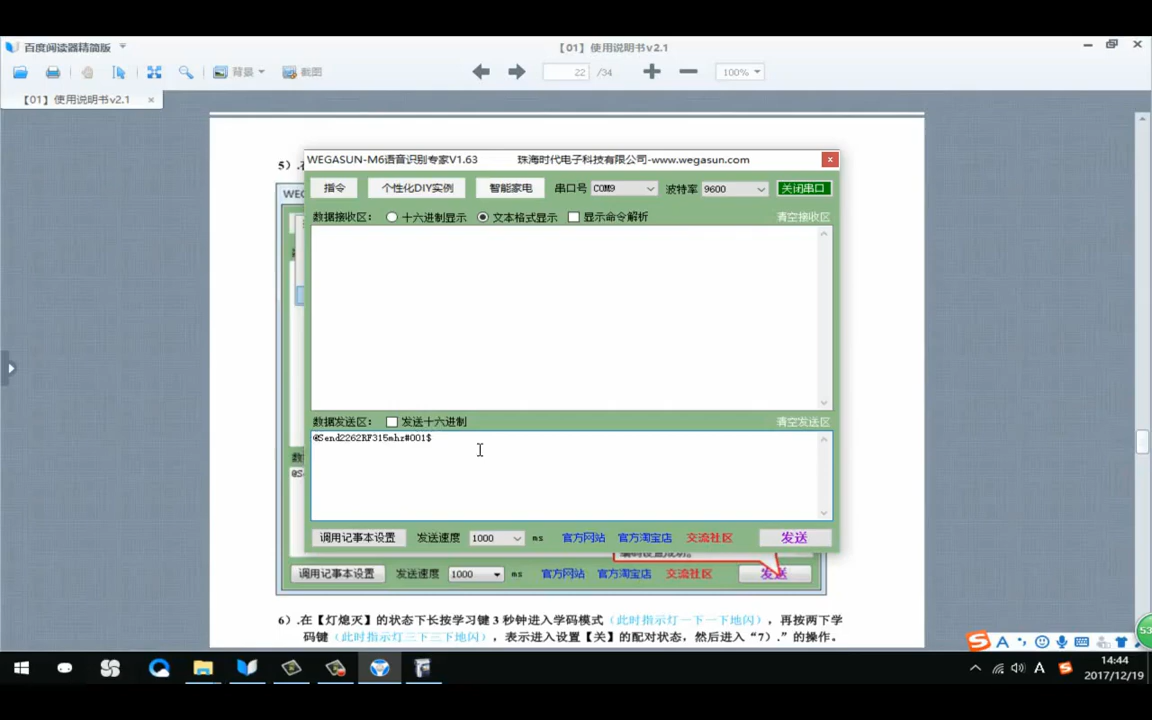 百度阅读器精简版
【01】使用说明书v2.1
背景
截图
22 /34
100%
【01】使用说明书v2.1
5）.在
WEGASUN-M6语音识别专家V1.63 珠海时代电子科技有限公司-www.wegasun.com
WEG
指令 个性化DIY实例 智能家电 串口号 COM9 波特率 9600 关闭串口
数据接收区： 十六进制显示 文本格式显示 显示命令解析 清空接收区
数据发送区： 发送十六进制 清空发送区
@Send2262RF315mhz#001$
数据
@S
调用记事本设置 发送速度 1000 ms 官方网站 官方淘宝店 交流社区 发送
编码设置成功。
调用记事本设置 发送速度 1000 ms 官方网站 官方淘宝店 交流社区 发送
6）.在【灯熄灭】的状态下长按学习键 3 秒钟进入学码模式（此时指示灯一下一下地闪），再按两下学
码键（此时指示灯三下三下地闪），表示进入设置【关】的配对状态，然后进入“7）.”的操作。
53
A
A
14:44
2017/12/19